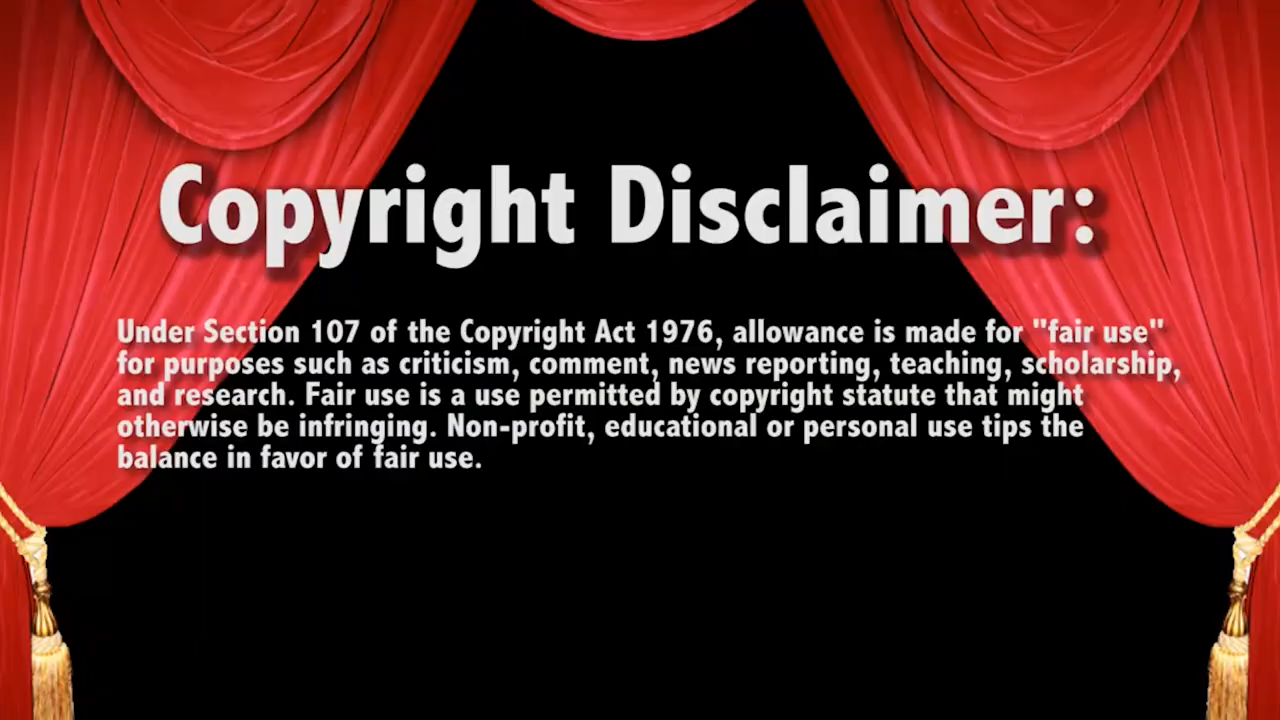 Copyright Disclaimer:
Under Section 107 of the Copyright Act 1976, allowance is made for "fair use"
for purposes such as criticism, comment, news reporting, teaching, scholarship,
and research. Fair use is a use permitted by copyright statute that might
otherwise be infringing. Non-profit, educational or personal use tips the
balance in favor of fair use.